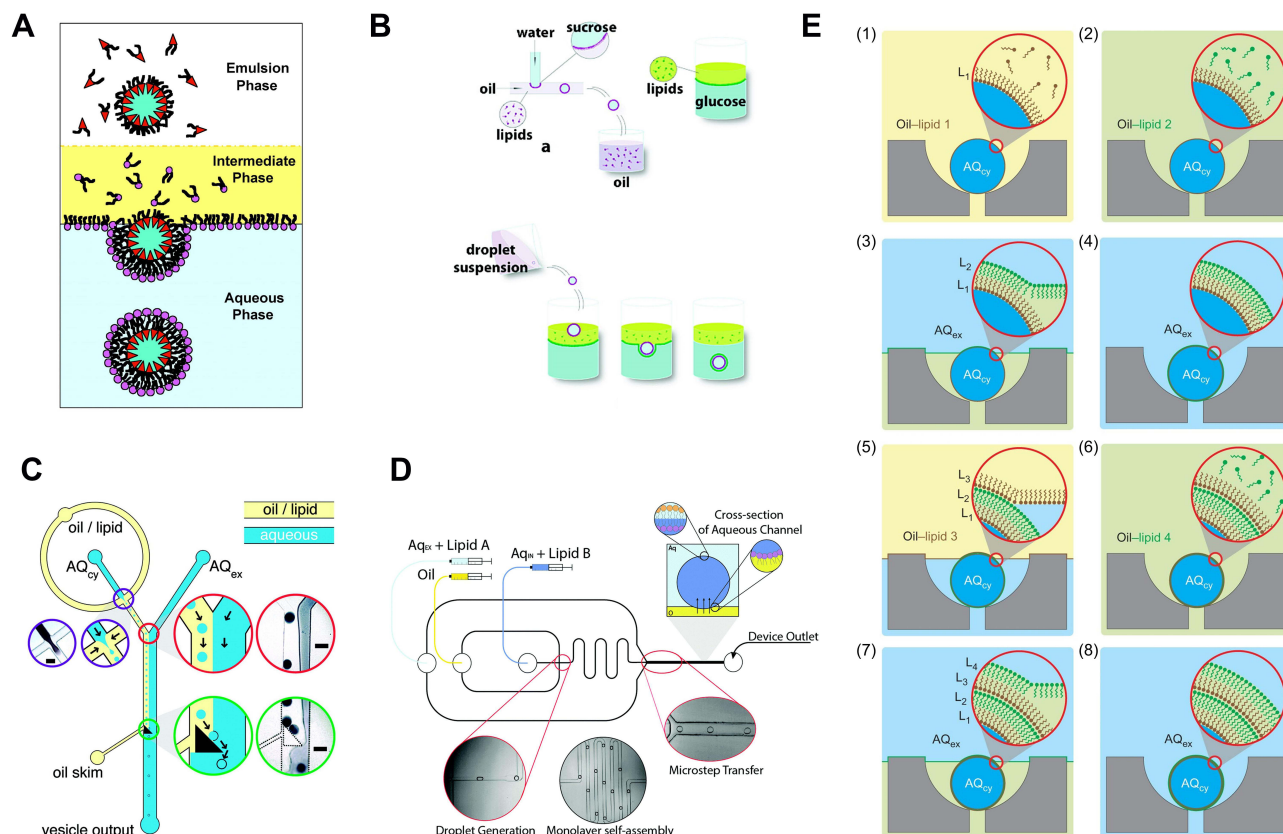 A
Emulsion
Phase
Intermediate
Phase
Aqueous
Phase
B
water
sucrose
oil
lipids
a
oil
lipids
glucose
droplet
suspension
C
oil / lipid
oil / lipid
aqueous
AQcy
AQex
oil skim
vesicle output
D
AqEX + Lipid A
Oil
AqIN + Lipid B
Cross-section
of Aqueous Channel
Aq
O
Device Outlet
Microstep Transfer
Droplet Generation
Monolayer self-assembly
E
(1)
L1
Oil–lipid 1
AQcy
(2)
Oil–lipid 2
AQcy
(3)
L2
L1
AQex
AQcy
(4)
AQex
AQcy
(5)
L3
L2
L1
Oil–lipid 3
AQcy
(6)
Oil–lipid 4
AQcy
(7)
L4
L3
L2
L1
AQex
AQcy
(8)
AQex
AQcy